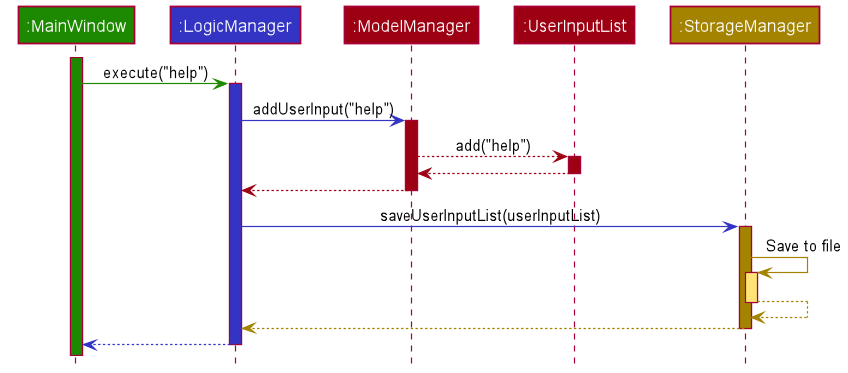 :MainWindow
:LogicManager
:ModelManager
:UserInputList
:StorageManager
execute("help")
addUserInput("help")
add("help")
saveUserInputList(userInputList)
Save to file